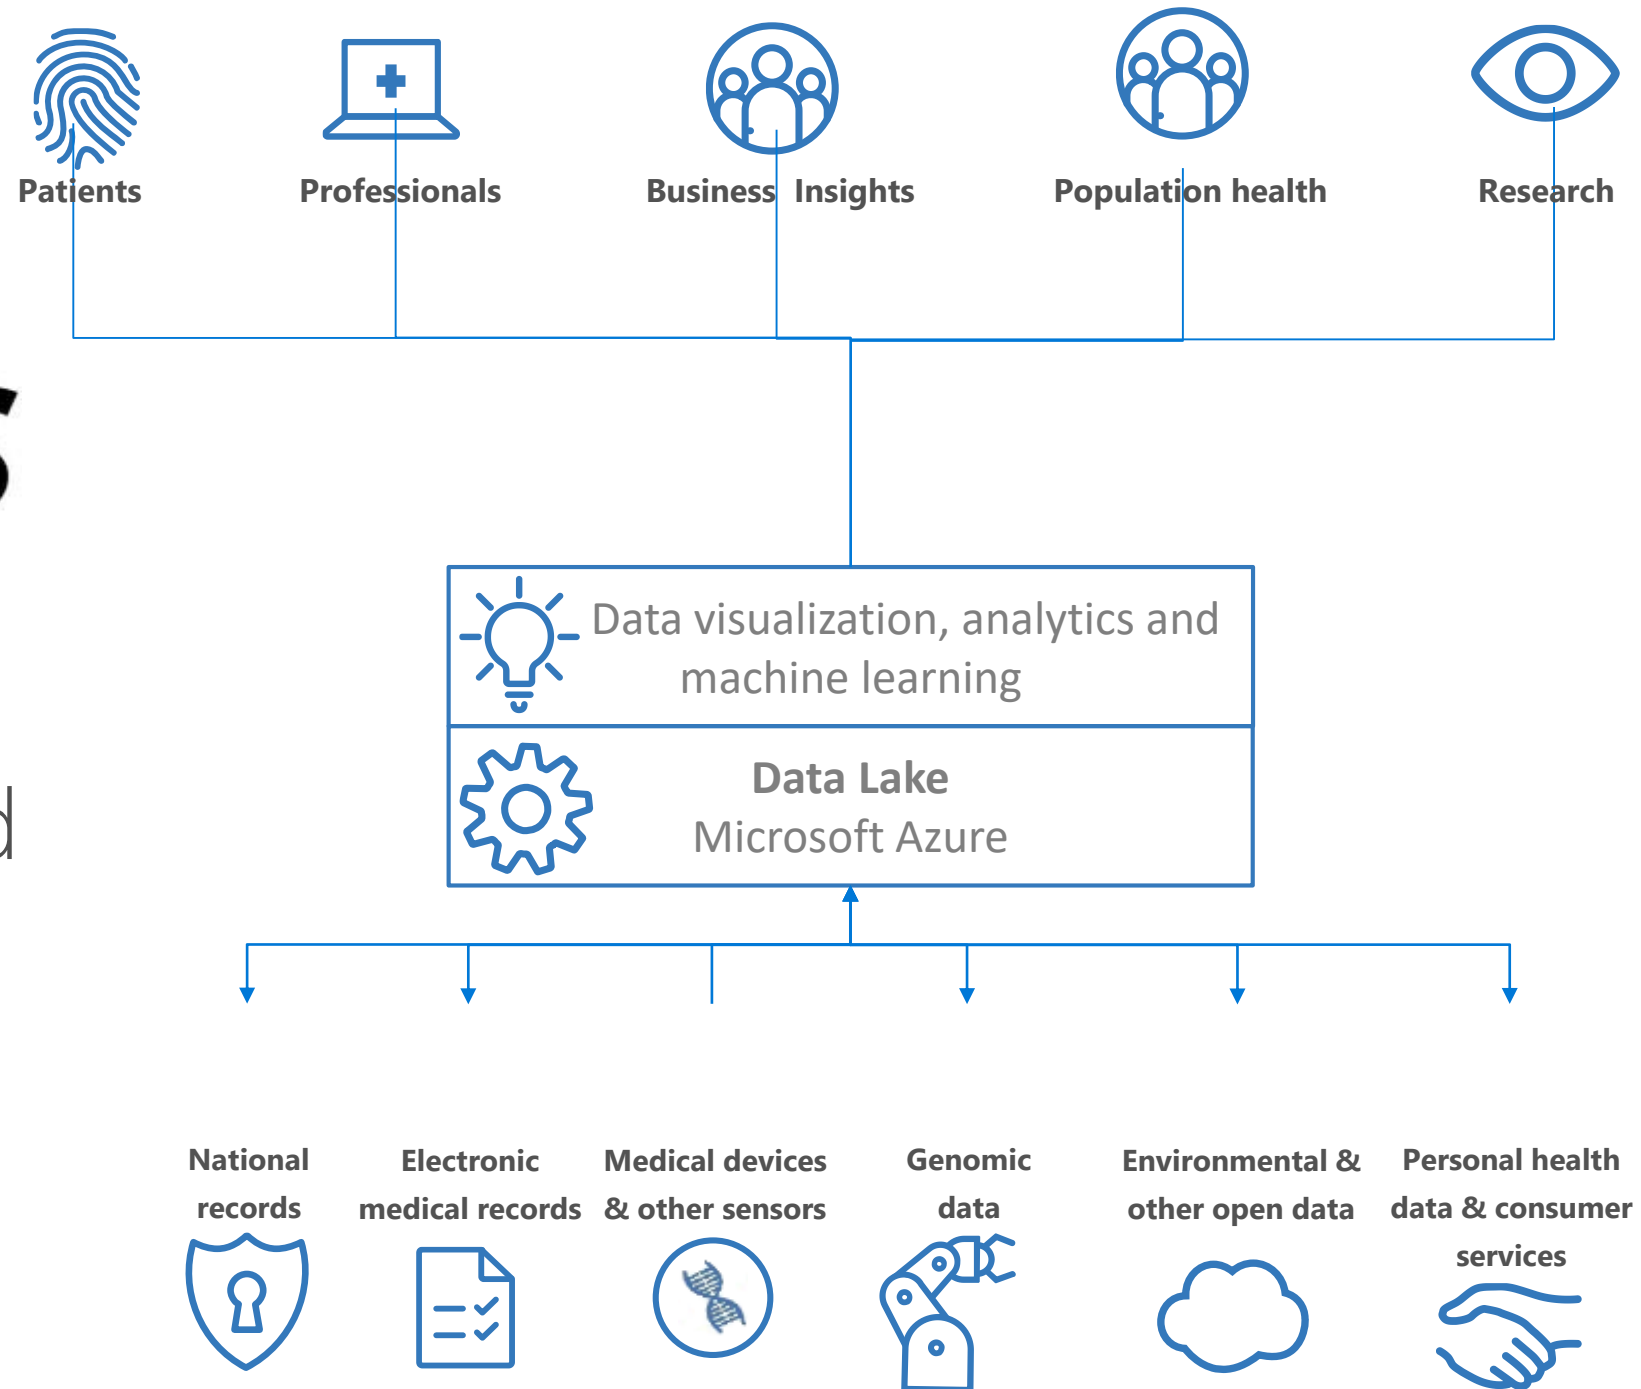 Patients
Professionals
Business Insights
Population health
Research
s
Data visualization, analytics and
machine learning
Data Lake
Microsoft Azure
d
National
records
Electronic
medical records
Medical devices
& other sensors
Genomic
data
Environmental &
other open data
Personal health
data & consumer
services